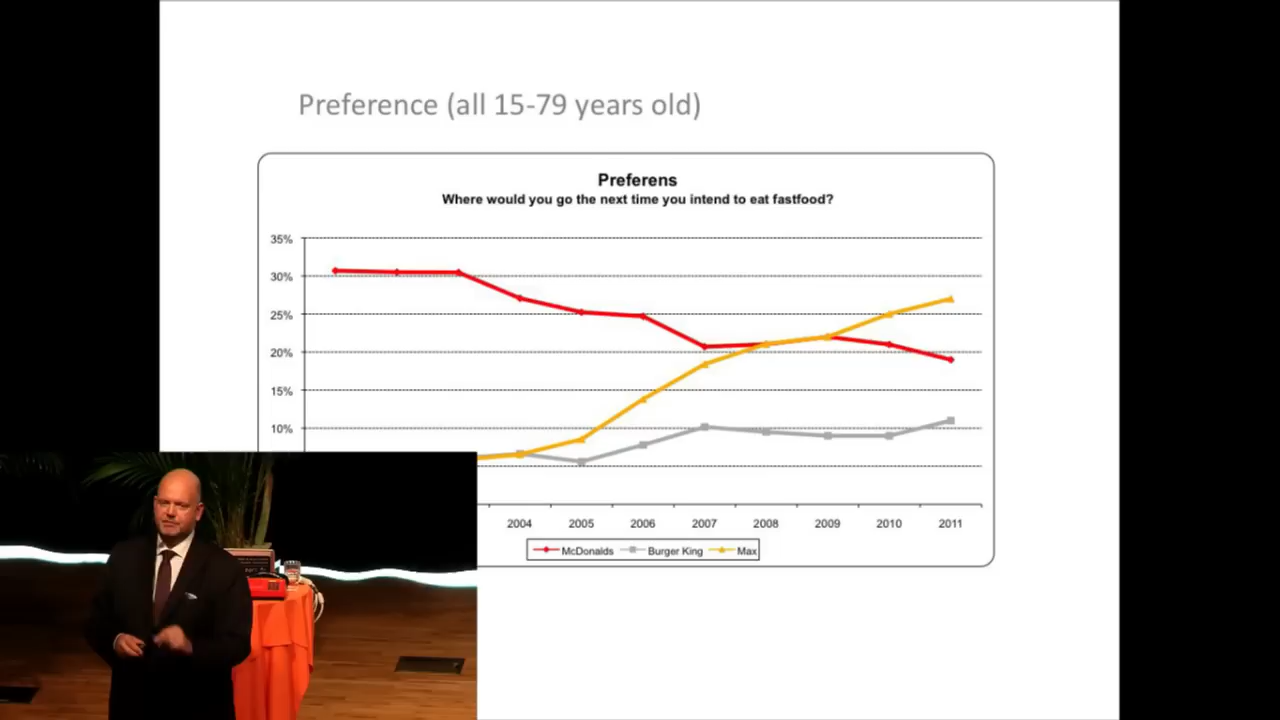 Preference (all 15-79 years old)
Preferens
Where would you go the next time you intend to eat fastfood?
35%
30%
25%
20%
15%
10%
2004 2005 2006 2007 2008 2009 2010 2011
McDonalds Burger King Max